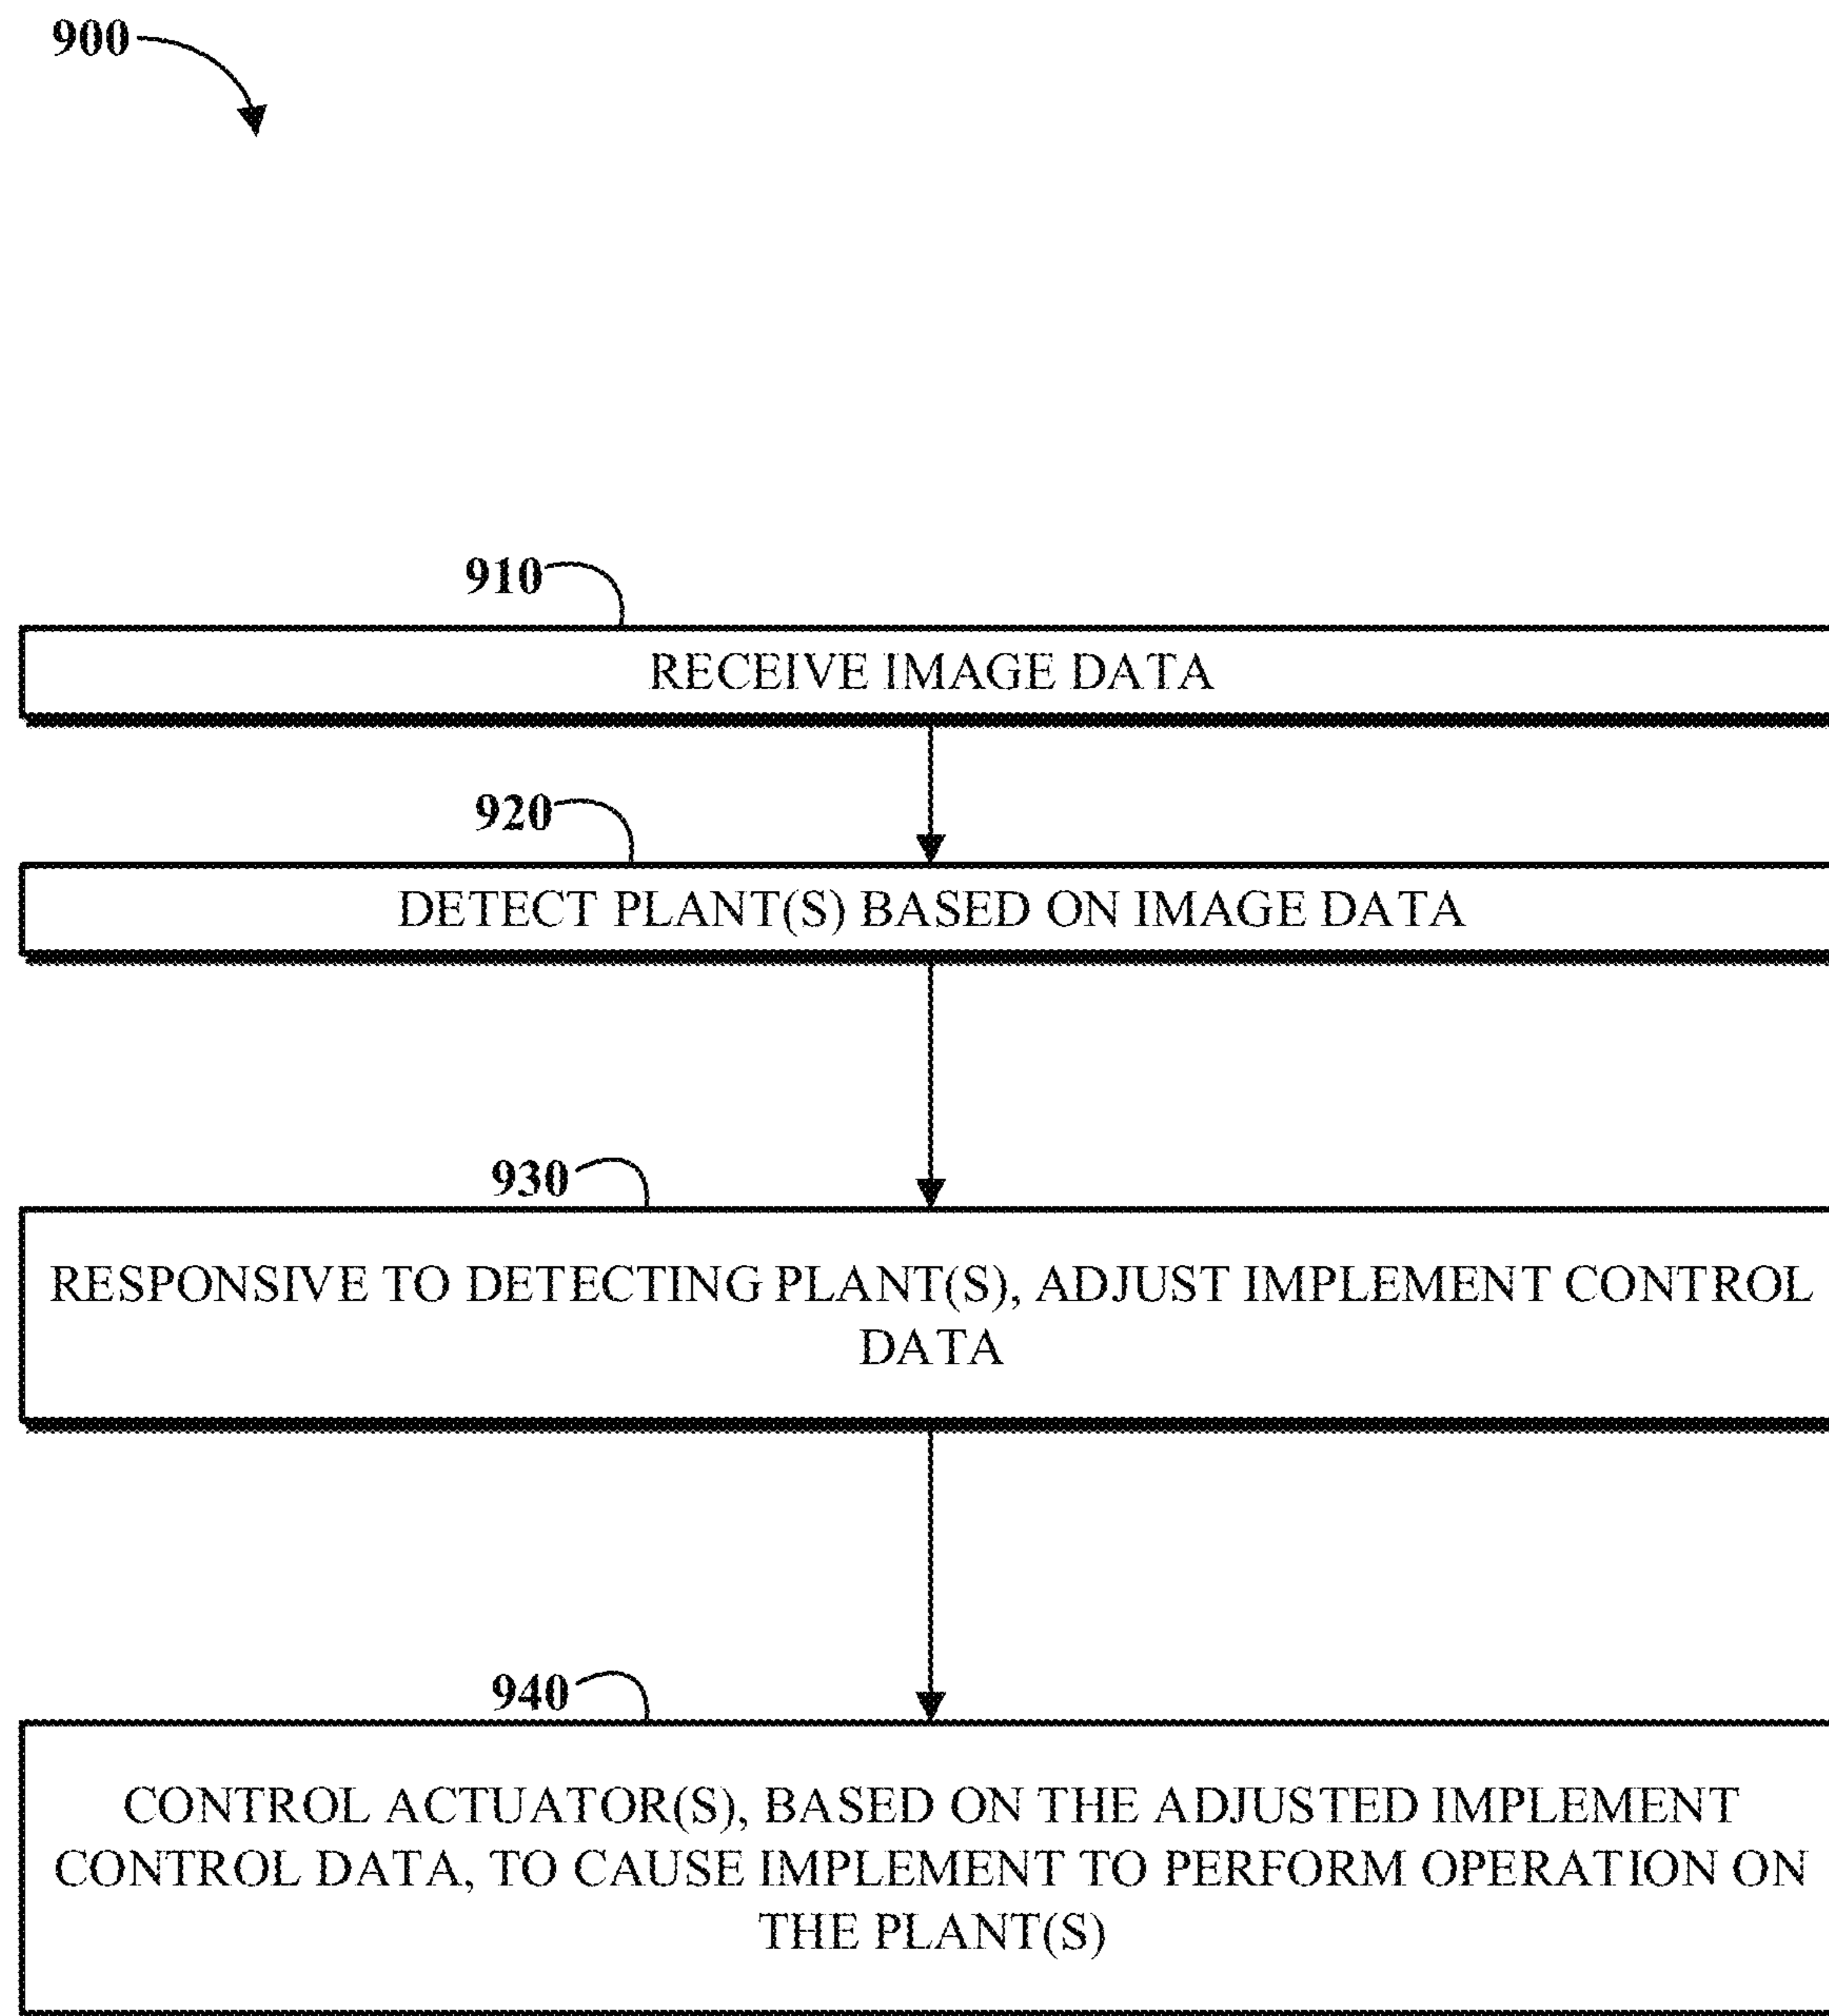 900
910
RECEIVE IMAGE DATA
920
DETECT PLANT(S) BASED ON IMAGE DATA
930
RESPONSIVE TO DETECTING PLANT(S), ADJUST IMPLEMENT CONTROL
DATA
940
CONTROL ACTUATOR(S), BASED ON THE ADJUSTED IMPLEMENT
CONTROL DATA, TO CAUSE IMPLEMENT TO PERFORM OPERATION ON
THE PLANT(S)